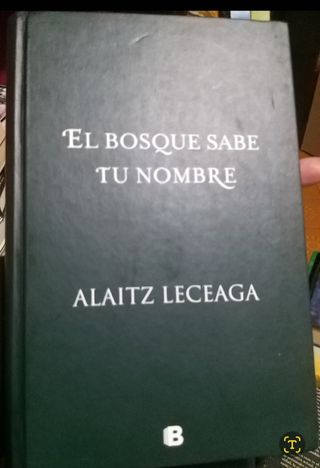 EL BOSQUE SABE
TU NOMBRE
ALAITZ LECEAGA
B